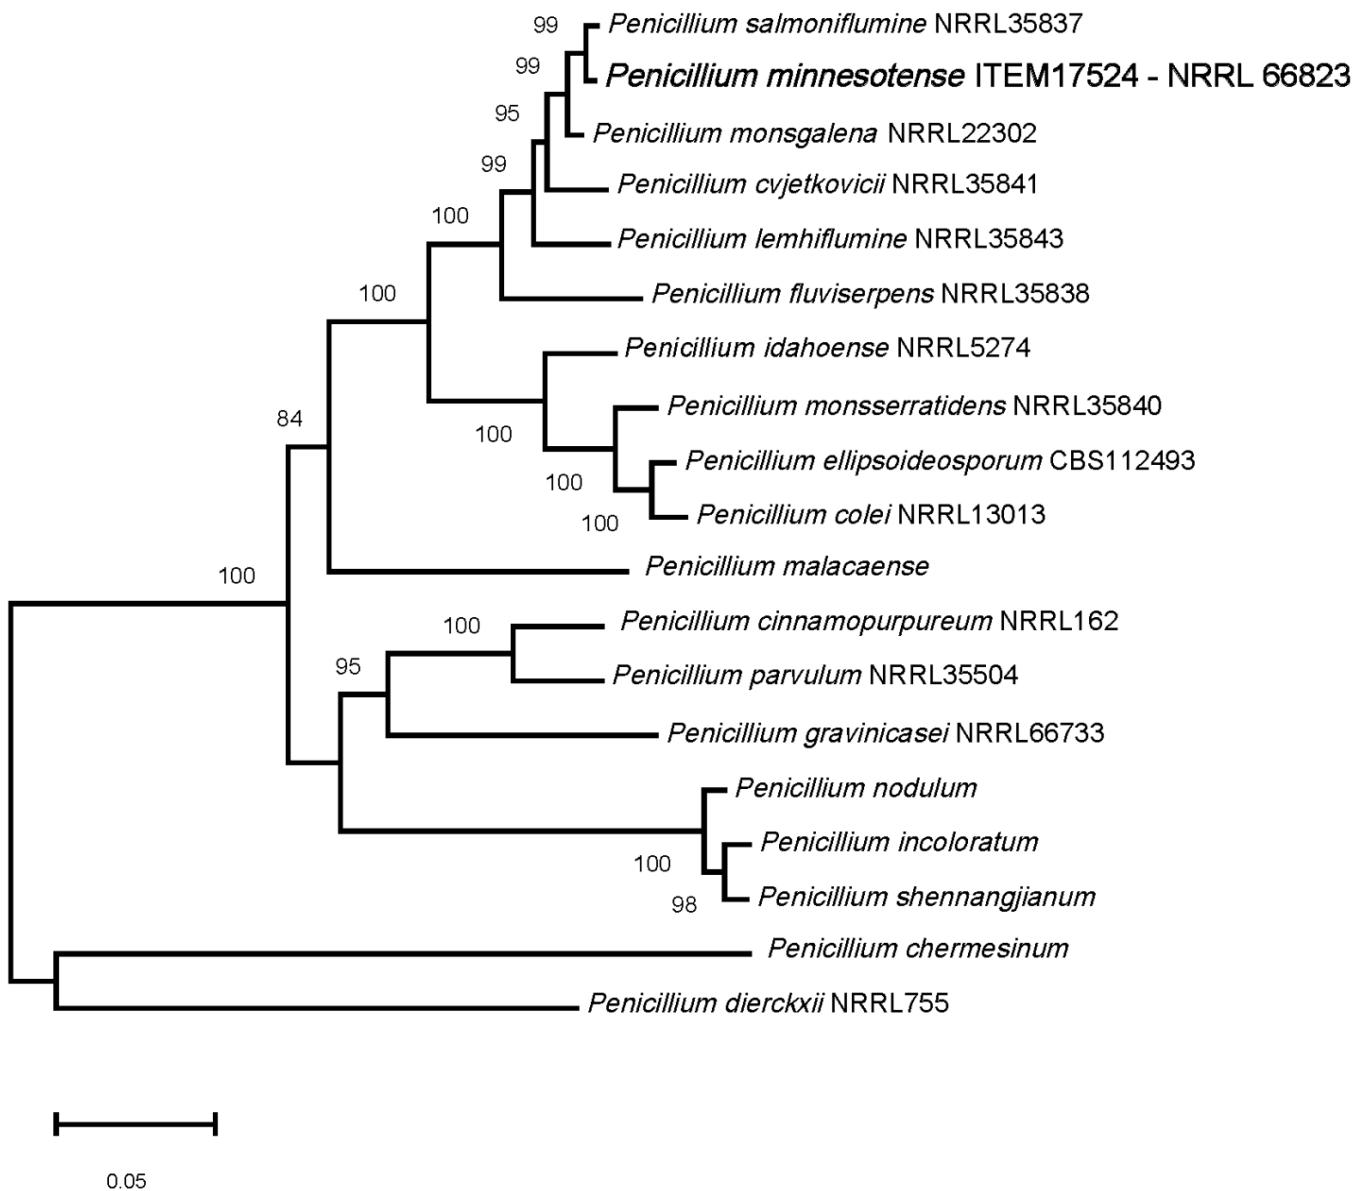 99
Penicillium salmoniflumine NRRL35837
99
Penicillium minnesotense ITEM17524 - NRRL 66823
95
Penicillium monsgalena NRRL22302
99
Penicillium cvjetkovicii NRRL35841
100
Penicillium lemhiflumine NRRL35843
100
Penicillium fluviserpens NRRL35838
Penicillium idahoense NRRL5274
84
Penicillium monsserratidens NRRL35840
100
Penicillium ellipsoideosporum CBS112493
100
Penicillium colei NRRL13013
100
Penicillium malacaense
100
Penicillium cinnamopurpureum NRRL162
100
95
Penicillium parvulum NRRL35504
Penicillium gravinicasei NRRL66733
Penicillium nodulum
Penicillium incoloratum
100
Penicillium shennangjianum
98
Penicillium chermesinum
Penicillium dierckxii NRRL755
0.05